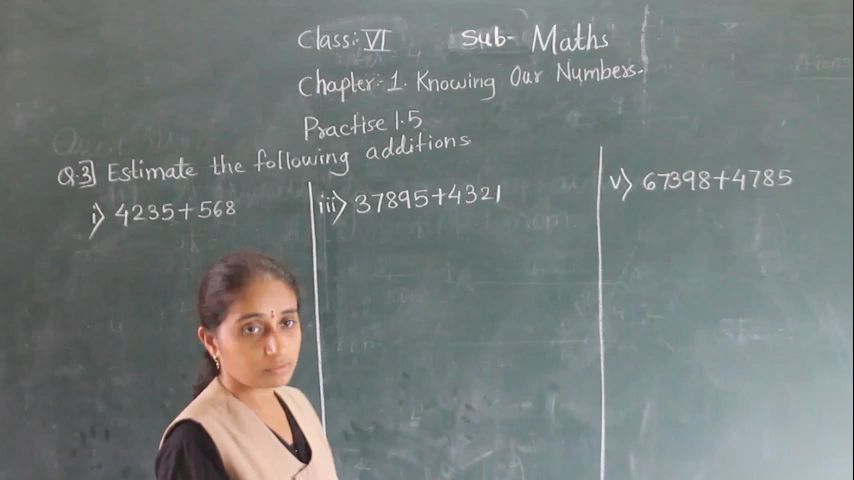 Class:- VI Sub- Maths
Chapter:- 1. Knowing Our Numbers.
Practise 1.5
Q.3] Estimate the following additions.
i) 4235+568
iii) 37895+4321
v) 67398+4785